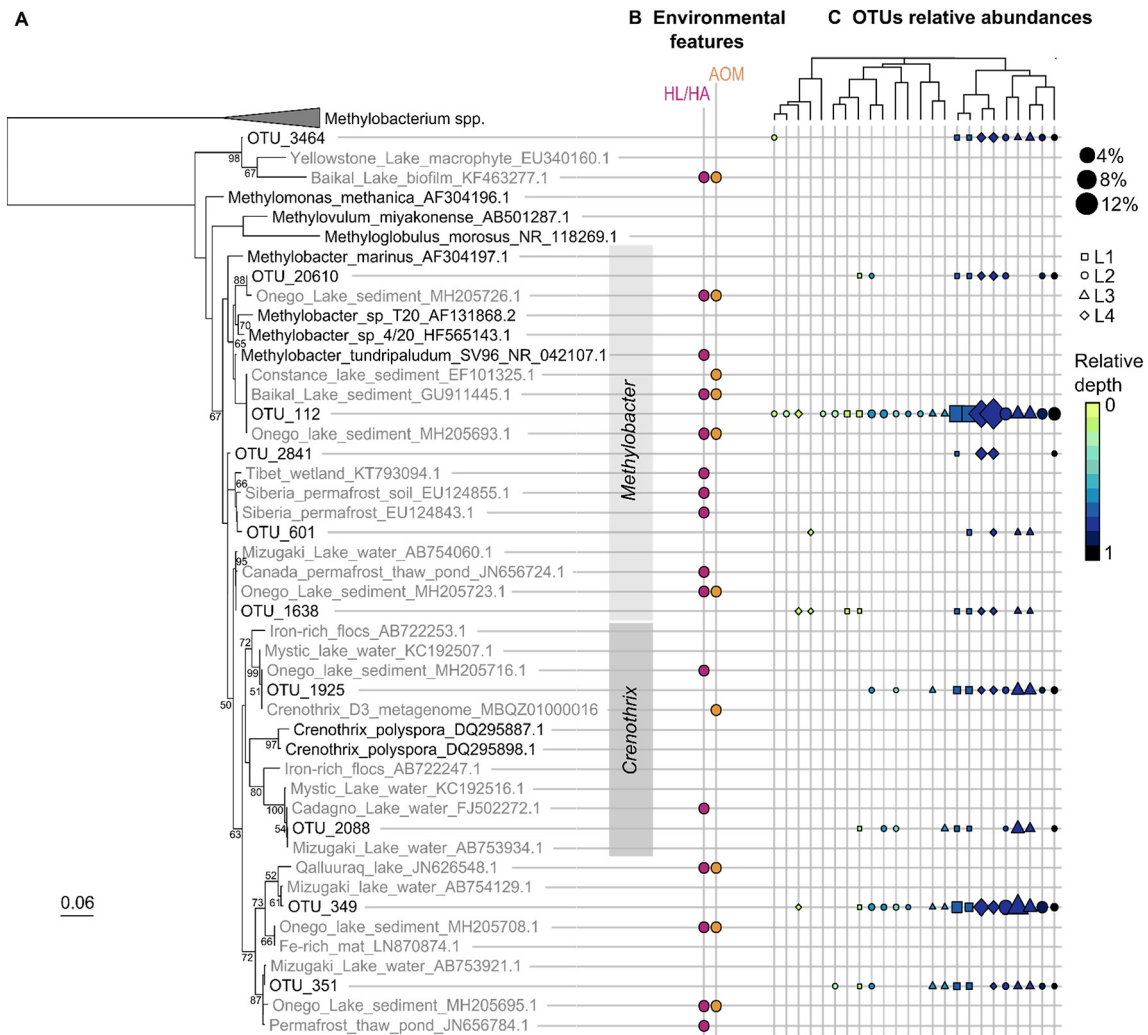 A
B Environmental
features
C OTUs relative abundances
AOM
HL/HA
Methylobacterium spp.
OTU_3464
98
Yellowstone_Lake_macrophyte_EU340160.1
67
Baikal_Lake_biofilm_KF463277.1
Methylomonas_methanica_AF304196.1
Methylovulum_miyakonense_AB501287.1
Methyloglobulus_morosus_NR_118269.1
Methylobacter_marinus_AF304197.1
88
OTU_20610
Onego_Lake_sediment_MH205726.1
Methylobacter_sp_T20_AF131868.2
70
Methylobacter_sp_4/20_HF565143.1
65
Methylobacter_tundripaludum_SV96_NR_042107.1
Constance_lake_sediment_EF101325.1
Baikal_Lake_sediment_GU911445.1
67
OTU_112
Onego_lake_sediment_MH205693.1
OTU_2841
66
Tibet_wetland_KT793094.1
Siberia_permafrost_soil_EU124855.1
Siberia_permafrost_EU124843.1
OTU_601
Mizugaki_Lake_water_AB754060.1
95
Canada_permafrost_thaw_pond_JN656724.1
Onego_Lake_sediment_MH205723.1
OTU_1638
Iron-rich_flocs_AB722253.1
72
Mystic_lake_water_KC192507.1
99
Onego_lake_sediment_MH205716.1
51
OTU_1925
50
Crenothrix_D3_metagenome_MBQZ01000016
Crenothrix_polyspora_DQ295887.1
97
Crenothrix_polyspora_DQ295898.1
Iron-rich_flocs_AB722247.1
80
Mystic_Lake_water_KC192516.1
100
Cadagno_Lake_water_FJ502272.1
54
OTU_2088
63
Mizugaki_Lake_water_AB753934.1
Qalluuraq_lake_JN626548.1
52
Mizugaki_lake_water_AB754129.1
61
73
OTU_349
Onego_lake_sediment_MH205708.1
66
Fe-rich_mat_LN870874.1
72
Mizugaki_Lake_water_AB753921.1
OTU_351
87
Onego_Lake_sediment_MH205695.1
Permafrost_thaw_pond_JN656784.1
0.06
Methylobacter
Crenothrix
4%
8%
12%
L1
L2
L3
L4
Relative
depth
0
1